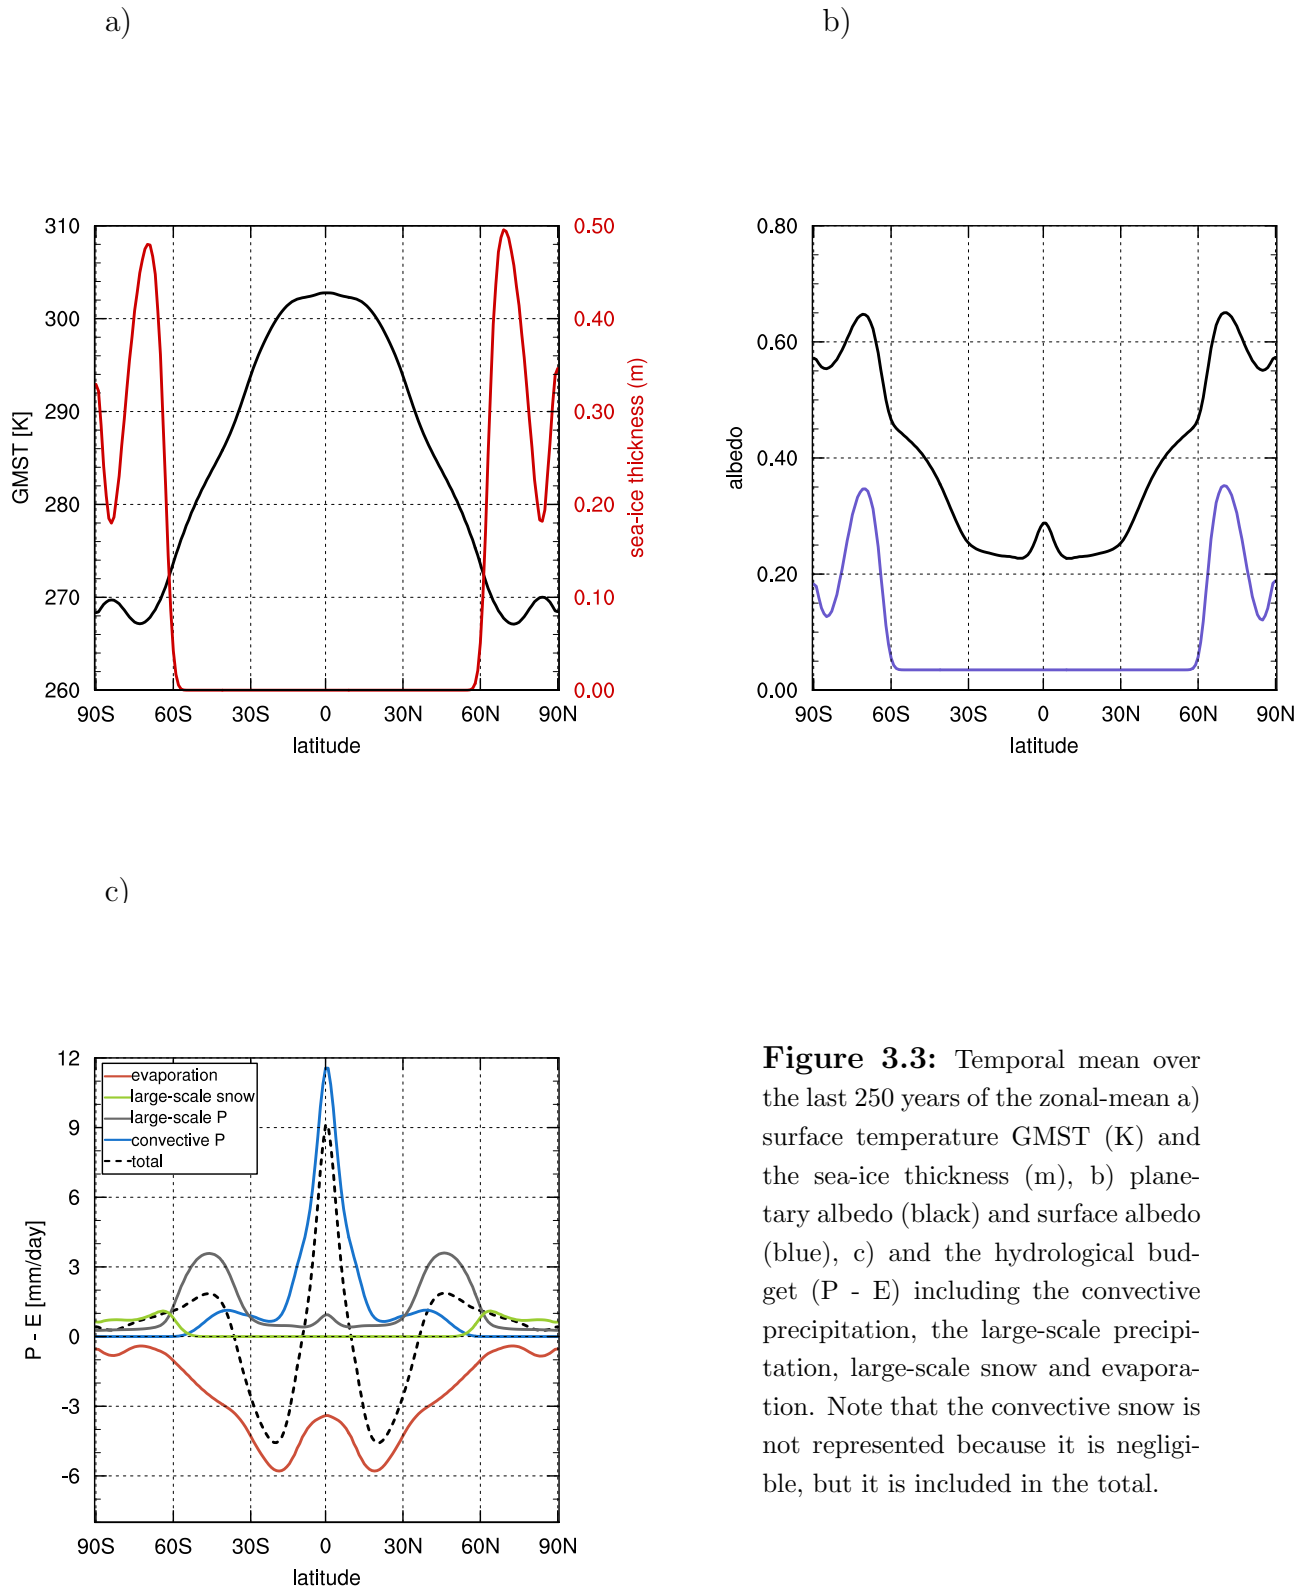 a)
310
300
290
280
270
260
GMST [K]
0.50
0.40
0.30
0.20
0.10
0.00
sea-ice thickness (m)
90S 60S 30S 0 30N 60N 90N
latitude
b)
0.80
0.60
0.40
0.20
0.00
albedo
90S 60S 30S 0 30N 60N 90N
latitude
c)
12
9
6
3
0
-3
-6
P - E [mm/day]
evaporation
large-scale snow
large-scale P
convective P
total
90S 60S 30S 0 30N 60N 90N
latitude
Figure 3.3: Temporal mean over
the last 250 years of the zonal-mean a)
surface temperature GMST (K) and
the sea-ice thickness (m), b) plane-
tary albedo (black) and surface albedo
(blue), c) and the hydrological bud-
get (P - E) including the convective
precipitation, the large-scale precipi-
tation, large-scale snow and evapora-
tion. Note that the convective snow is
not represented because it is negligi-
ble, but it is included in the total.